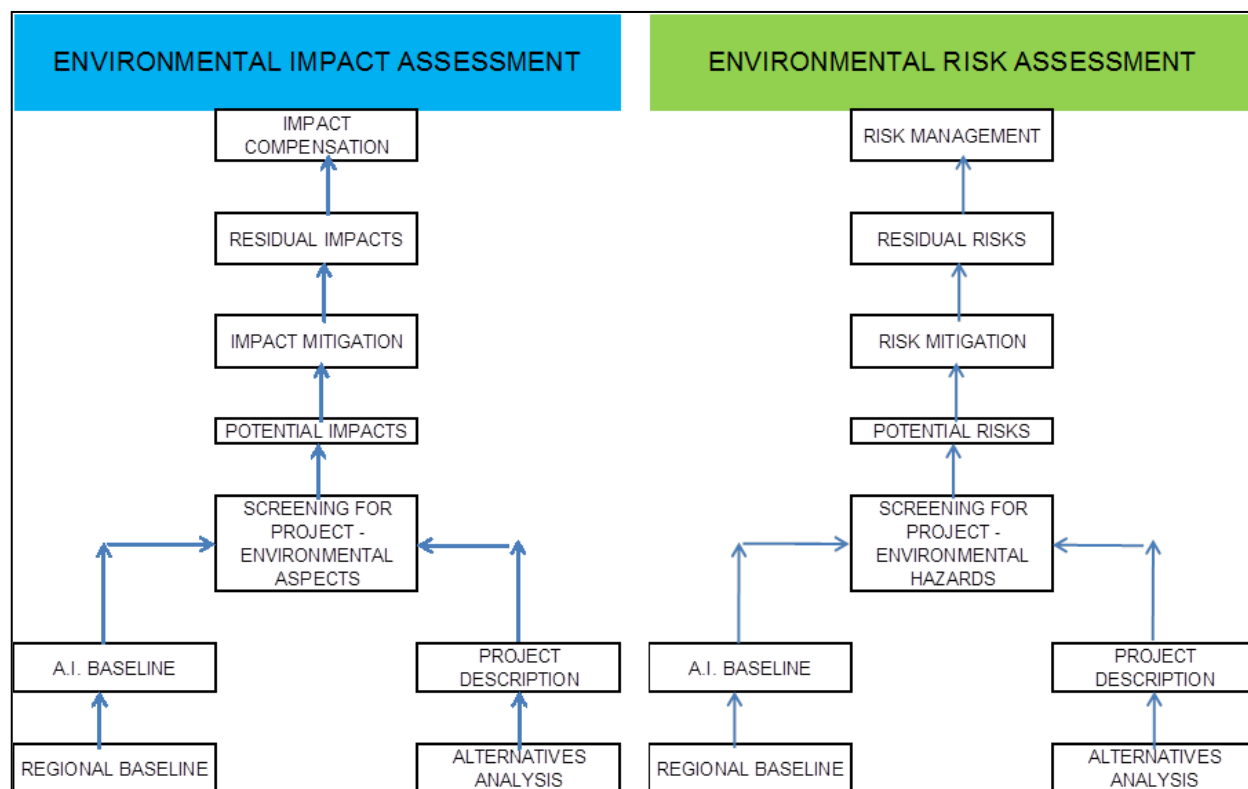 ENVIRONMENTAL IMPACT ASSESSMENT
IMPACT
COMPENSATION
RESIDUAL IMPACTS
IMPACT MITIGATION
POTENTIAL IMPACTS
SCREENING FOR
PROJECT -
ENVIRONMENTAL
ASPECTS
A.I. BASELINE
PROJECT
DESCRIPTION
REGIONAL BASELINE
ALTERNATIVES
ANALYSIS
ENVIRONMENTAL RISK ASSESSMENT
RISK MANAGEMENT
RESIDUAL RISKS
RISK MITIGATION
POTENTIAL RISKS
SCREENING FOR
PROJECT -
ENVIRONMENTAL
HAZARDS
A.I. BASELINE
PROJECT
DESCRIPTION
REGIONAL BASELINE
ALTERNATIVES
ANALYSIS